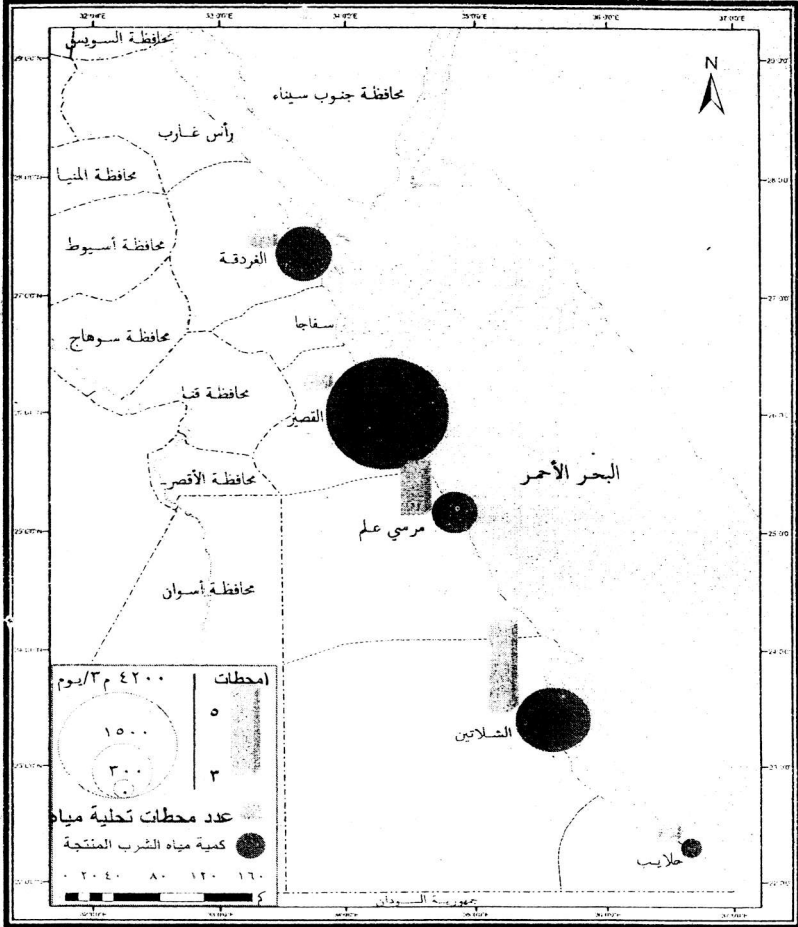 محافظة السويس
محافظة جنوب سيناء
N
رأس غارب
محافظة المنيا
محافظة أسيوط
الغردقة
سفاجا
محافظة سوهاج
محافظة قنا
القصير
محافظة الأقصر
البحر الأحمر
مرسي علم
محافظة أسوان
٤٢٠٠ م٣/يوم
١٥٠٠
٣٠٠
٠
محطات
٥
٣
الشلاتين
عدد محطات تحلية مياه
كمية مياه الشرب المنتجة
٠ ٢٠ ٤٠ ٨٠ ١٢٠ ١٦٠
ك
حلايب
جمهورية السودان